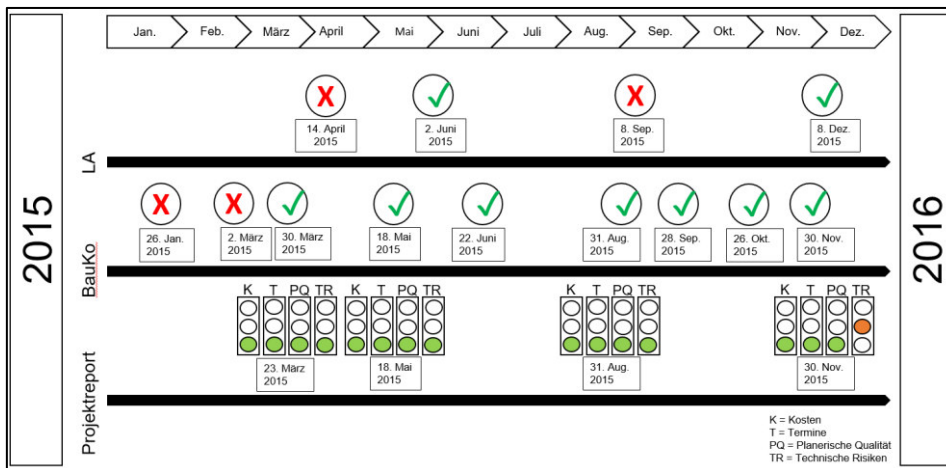 2015
Jan.
Feb.
März
April
Mai
Juni
Juli
Aug.
Sep.
Okt.
Nov.
Dez.
2016
LA
X
14. April
2015
2. Juni
2015
X
8. Sep.
2015
8. Dez.
2015
BauKo
X
26. Jan.
2015
X
2. März
2015
30. März
2015
18. Mai
2015
22. Juni
2015
31. Aug.
2015
28. Sep.
2015
26. Okt.
2015
30. Nov.
2015
Projektreport
K T PQ TR
23. März
2015
K T PQ TR
18. Mai
2015
K T PQ TR
31. Aug.
2015
K T PQ TR
30. Nov.
2015
K = Kosten
T = Termine
PQ = Planerische Qualität
TR = Technische Risiken